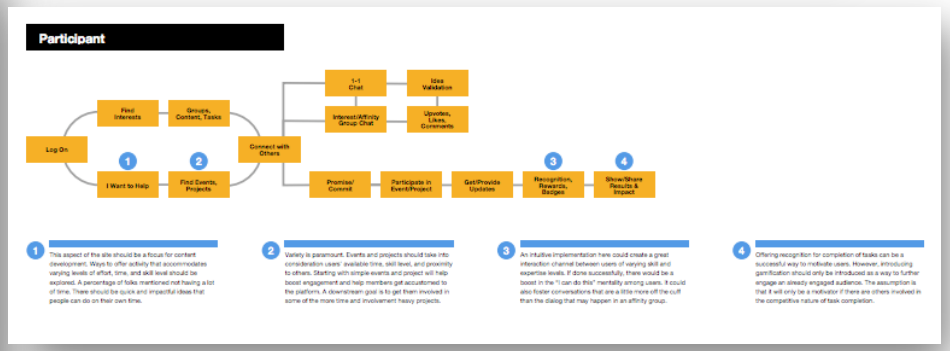 Participant
1-1
Chat
Idea
Validation
Find
Interests
Groups,
Content, Tasks
Interest/Affinity
Group Chat
Upvotes,
Likes,
Comments
Log On
Connect with
Others
1
2
3
4
I Want to Help
Find Events,
Projects
Promise/
Commit
Participate in
Event/Project
Get/Provide
Updates
Recognition,
Rewards,
Badges
Show/Share
Results &
Impact
1
This aspect of the site should be a focus for content
development. Ways to offer activity that accommodates
varying levels of effort, time, and skill level should be
explored. A percentage of folks mentioned not having a lot
of time. There should be quick and impactful ideas that
people can do on their own time.
2
Variety is paramount. Events and projects should take into
consideration users' available time, skill level, and proximity
to others. Starting with simple events and project will help
boost engagement and help members get accustomed to
the platform. A downstream goal is to get them involved in
some of the more time and involvement heavy projects.
3
An intuitive implementation here could create a great
interaction channel between users of varying skill and
expertise levels. If done successfully, there would be a
boost in the "I can do this" mentality among users. It could
also foster conversations that are a little more off the cuff
than the dialog that may happen in an affinity group.
4
Offering recognition for completion of tasks can be a
successful way to motivate users. However, introducing
gamification should only be introduced as a way to further
engage an already engaged audience. The assumption is
that it will only be a motivator if there are others involved in
the competitive nature of task completion.